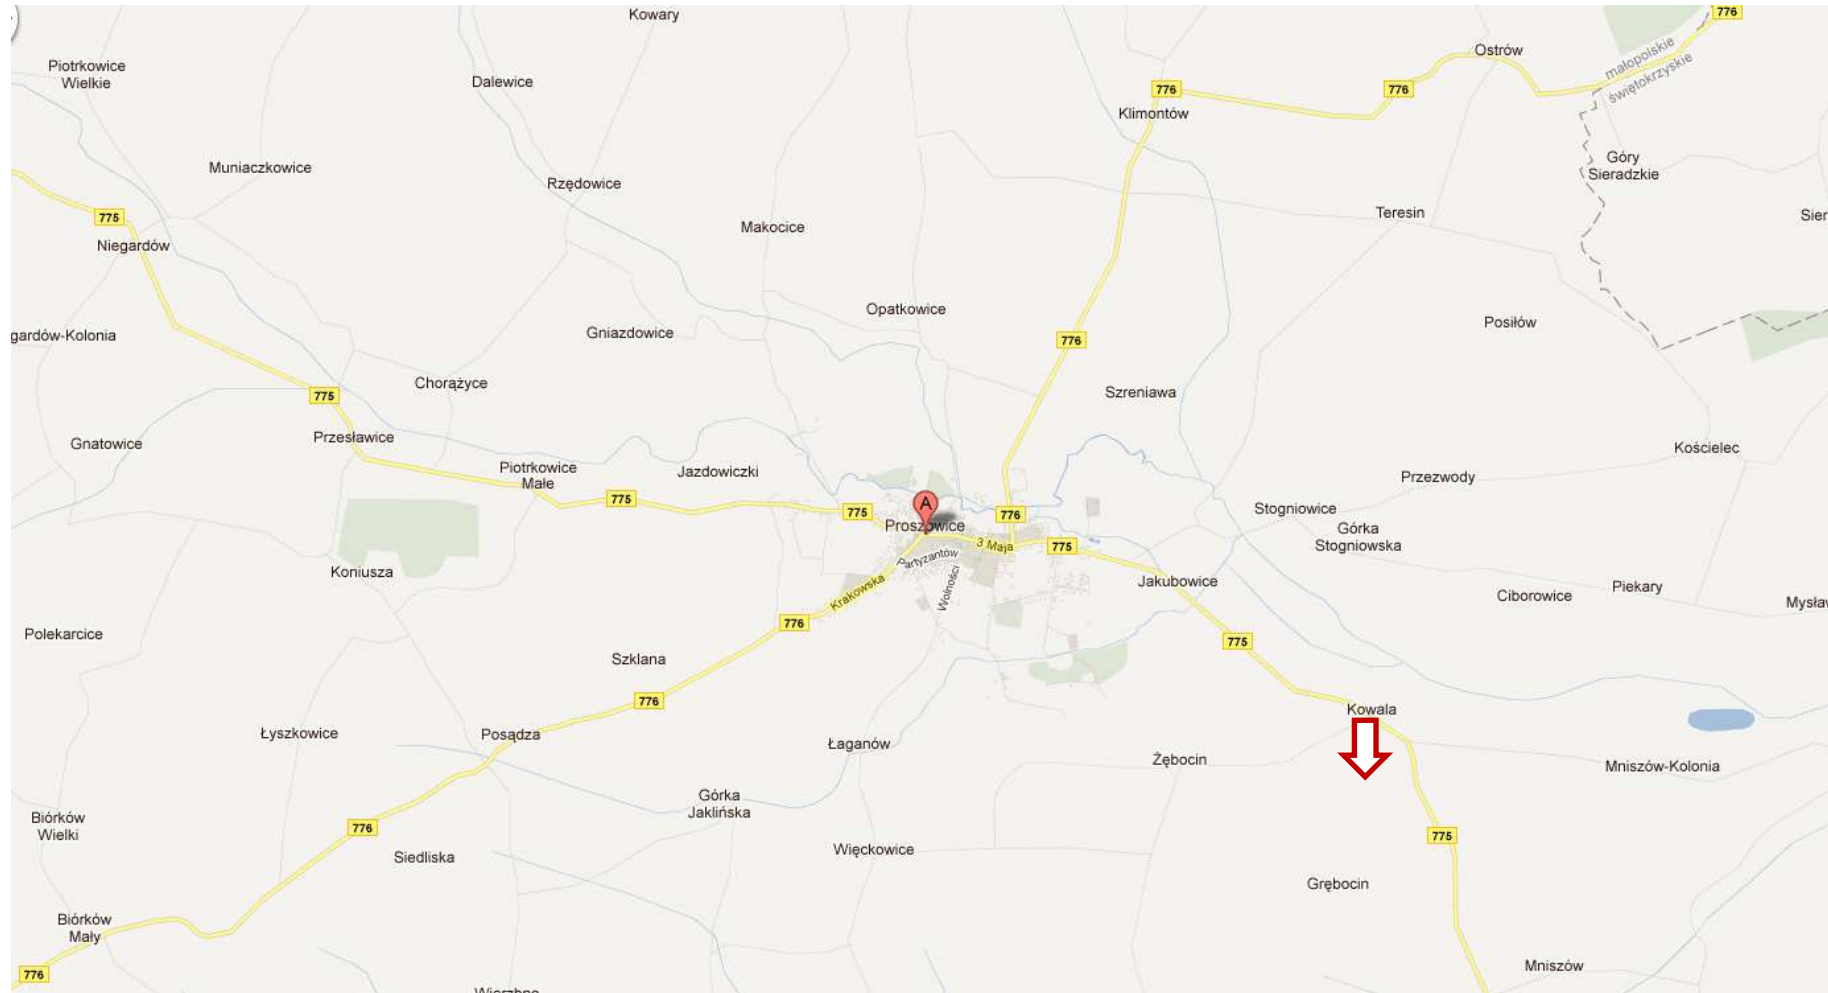 Kowary
776
Piotrkowice
Wielkie
Dalewice
Ostrów
małopolskie
świętokrzyskie
776
776
Klimontów
Muniaczkowice
Rzędowice
Góry
Sieradzkie
775
Niegardów
Makocice
Teresin
Sier
Opatkowice
Posiłów
gardów-Kolonia
Gniazdowice
776
Chorążyce
775
Szreniawa
Gnatowice
Przesławice
Piotrkowice
Małe
Jazdowiczki
Kościelec
Przezwody
775
775
A
Proszowice
776
Stogniowice
Górka
Stogniowska
3 Maja
775
Partyzantów
Wolności
Krakowska
Koniusza
Jakubowice
Ciborowice
Piekary
Mysła
Polekarcice
776
775
Szklana
776
Kowala
Łyszkowice
Posądza
Łaganów
Żębocin
Mniszów-Kolonia
Górka
Jaklińska
Biórków
Wielki
776
775
Siedliska
Więckowice
Grębocin
Biórków
Mały
776
Mniszów
Wierzbno